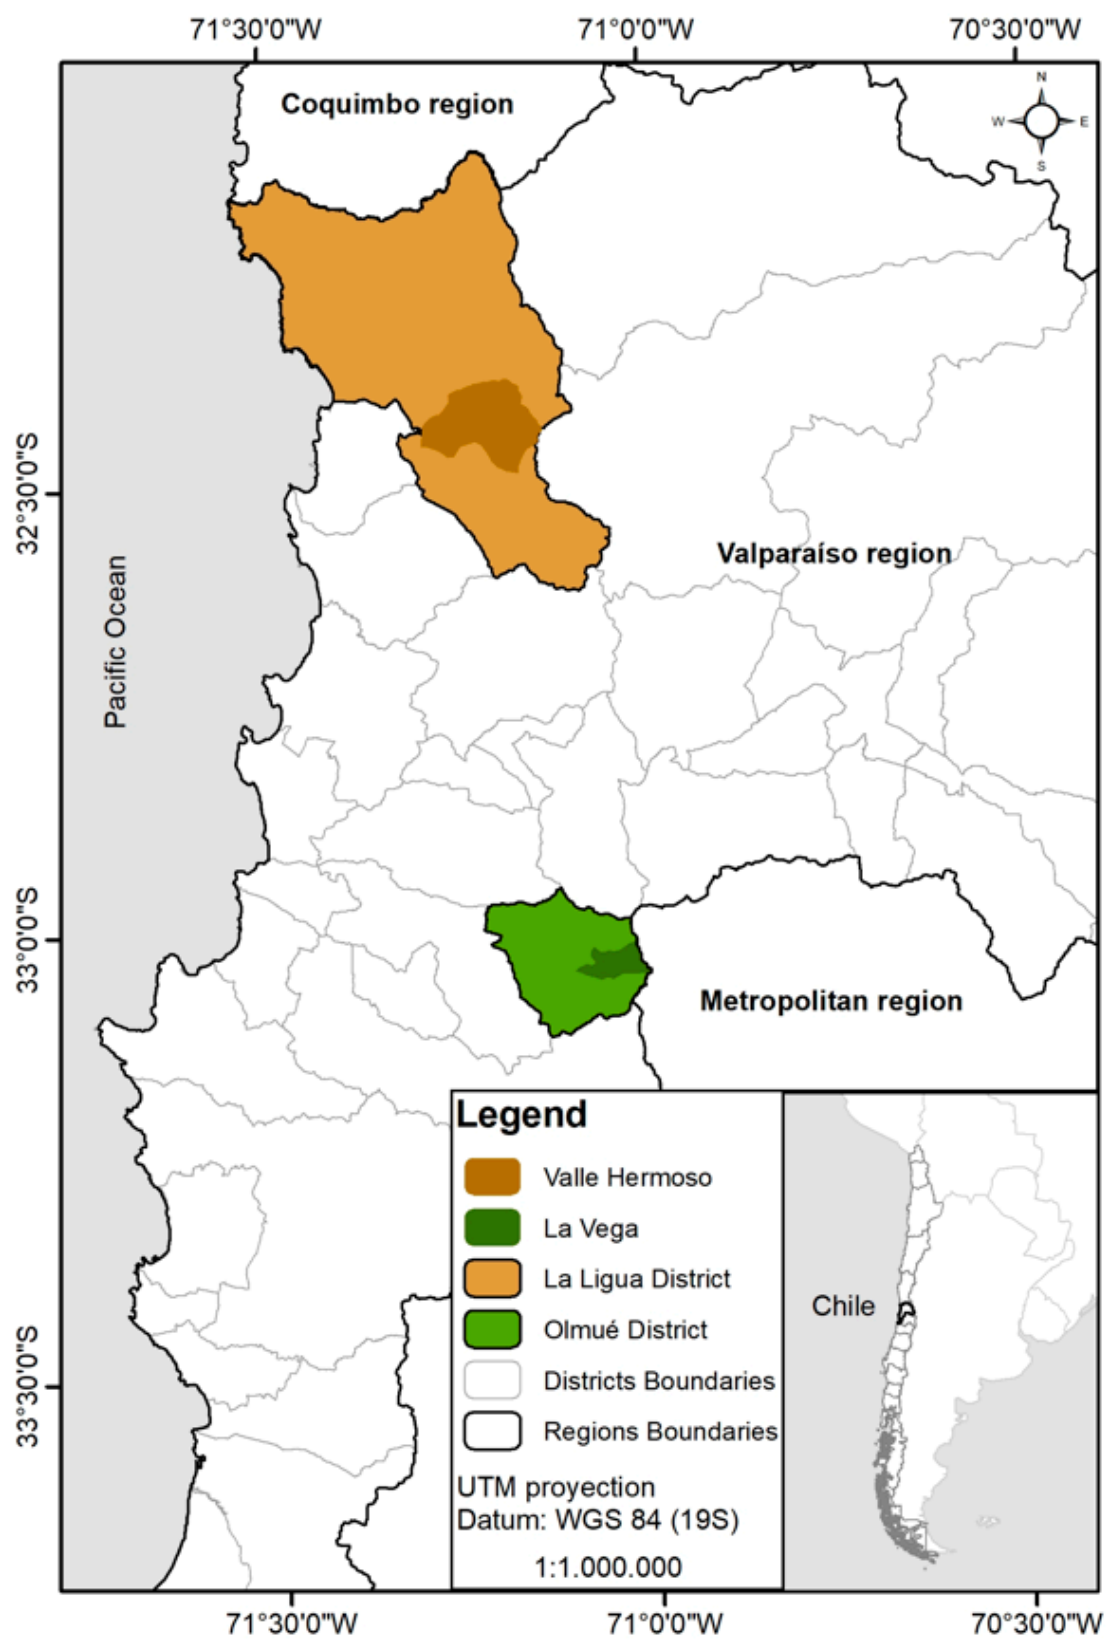 71°30'0"W
71°0'0"W
70°30'0"W
Coquimbo region
N
W
E
S
32°30'0"S
Valparaíso region
Pacific Ocean
33°0'0"S
Metropolitan region
Legend
Valle Hermoso
La Vega
La Ligua District
Olmué District
Districts Boundaries
Regions Boundaries
UTM proyection
Datum: WGS 84 (19S)
1:1.000.000
Chile
33°30'0"S
71°30'0"W
71°0'0"W
70°30'0"W